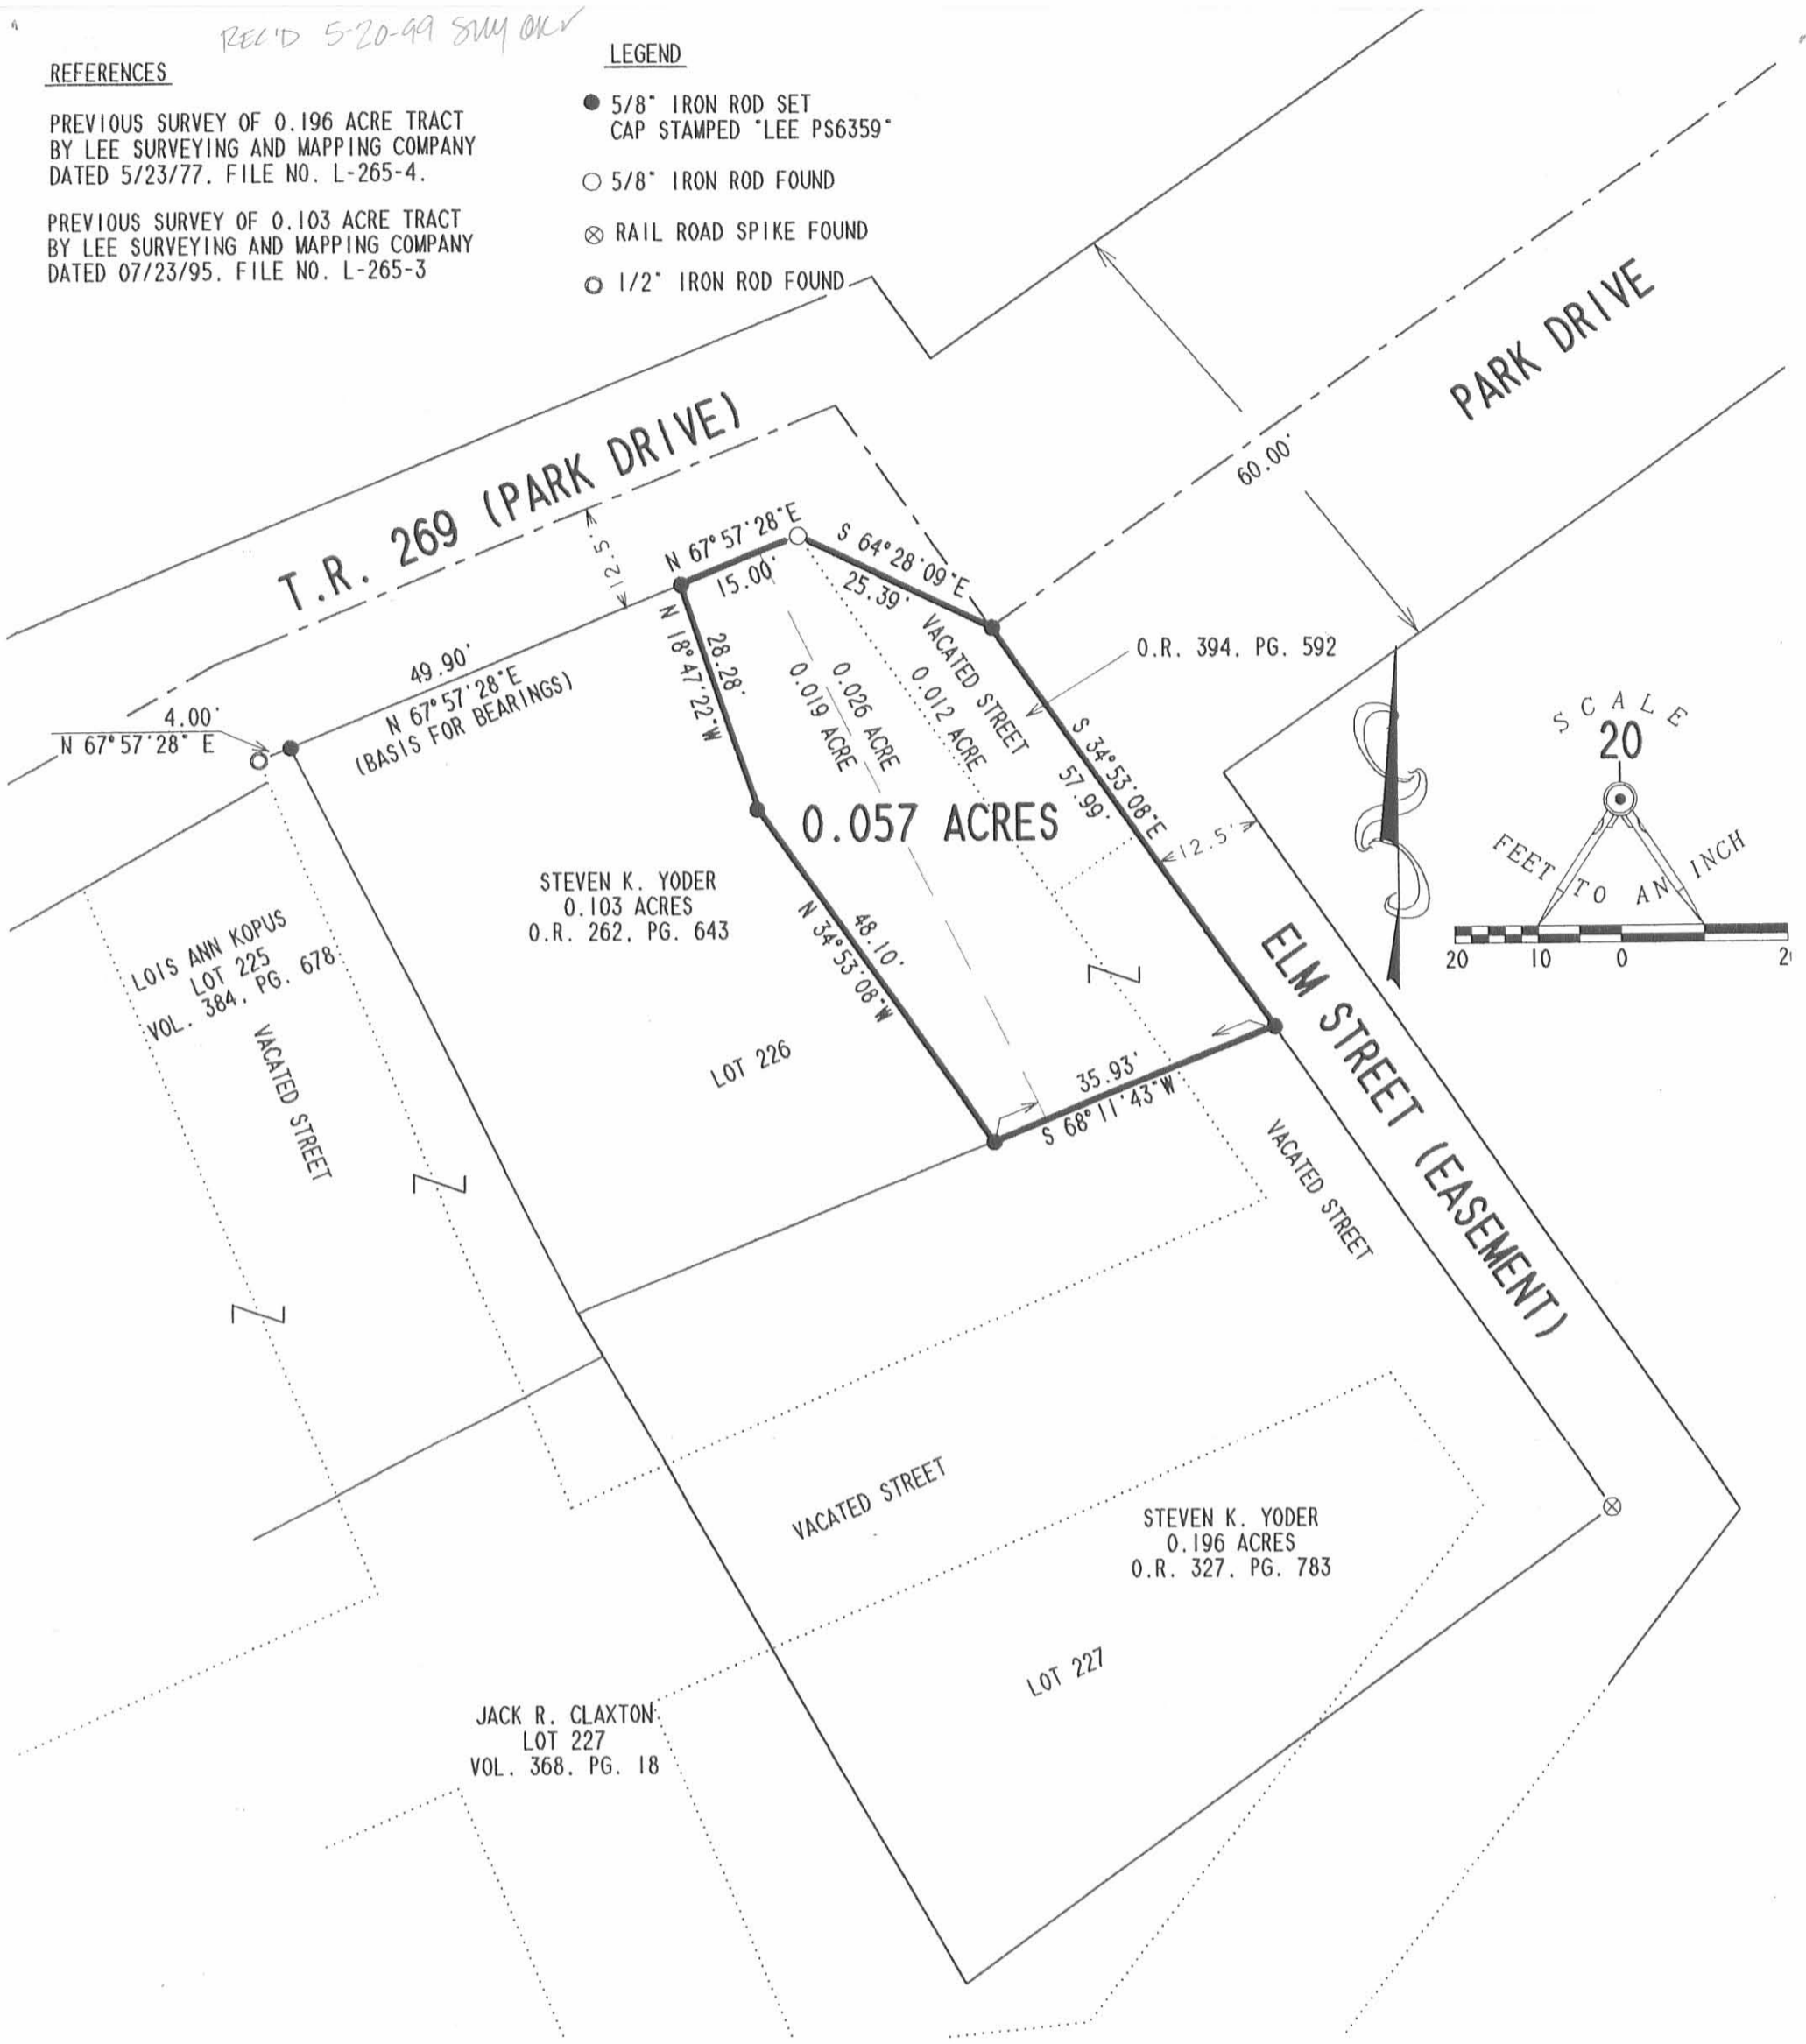 REC'D 5-20-99
REFERENCES
PREVIOUS SURVEY OF 0.196 ACRE TRACT
BY LEE SURVEYING AND MAPPING COMPANY
DATED 5/23/77. FILE NO. L-265-4.
PREVIOUS SURVEY OF 0.103 ACRE TRACT
BY LEE SURVEYING AND MAPPING COMPANY
DATED 07/23/95. FILE NO. L-265-3
LEGEND
5/8" IRON ROD SET
CAP STAMPED "LEE PS6359"
5/8" IRON ROD FOUND
RAIL ROAD SPIKE FOUND
1/2" IRON ROD FOUND
PARK DRIVE
60.00'
T.R. 269 (PARK DRIVE)
12.5'
N 67°57'28"E
15.00'
S 64°28'09"E
25.39'
O.R. 394. PG. 592
49.90'
N 67°57'28"E
(BASIS FOR BEARINGS)
4.00'
N 67°57'28" E
28.28'
N 18°47'22"W
VACATED STREET
0.012 ACRE
0.026 ACRE
0.019 ACRE
S 34°53'08"E
57.99'
12.5'
0.057 ACRES
SCALE
20
FEET TO AN INCH
20 10 0 2
STEVEN K. YODER
0.103 ACRES
O.R. 262. PG. 643
48.10'
N 34°53'08"W
LOIS ANN KOPUS
LOT 225
VOL. 384. PG. 678
VACATED STREET
LOT 226
35.93'
S 68°11'43"W
ELM STREET (EASEMENT)
VACATED STREET
VACATED STREET
STEVEN K. YODER
0.196 ACRES
O.R. 327. PG. 783
LOT 227
JACK R. CLAXTON
LOT 227
VOL. 368. PG. 18